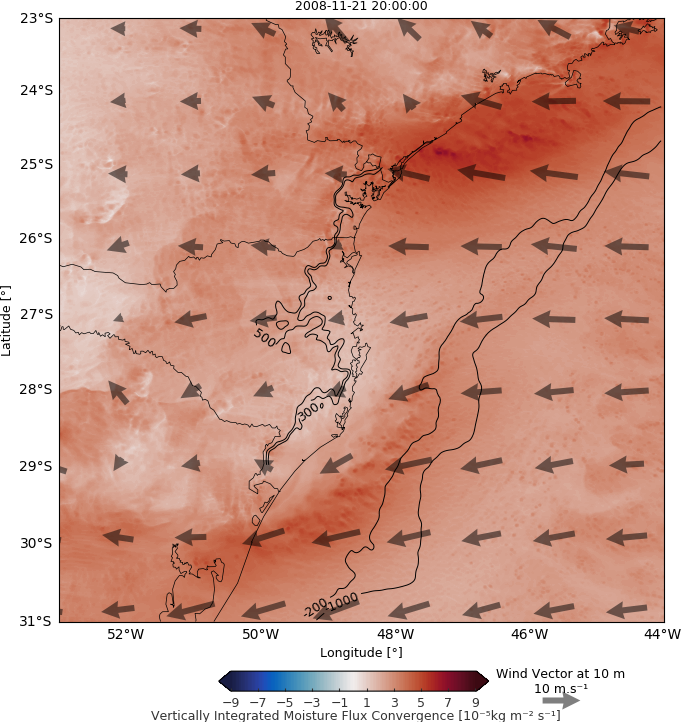 2008-11-21 20:00:00
23°S
24°S
25°S
26°S
27°S
28°S
29°S
30°S
31°S
Latitude [°]
500
300
-200
-1000
52°W 50°W 48°W 46°W 44°W
Longitude [°]
Wind Vector at 10 m
10 m.s⁻¹
−9 −7 −5 −3 −1 1 3 5 7 9
Vertically Integrated Moisture Flux Convergence [10⁻⁵kg m⁻² s⁻¹]